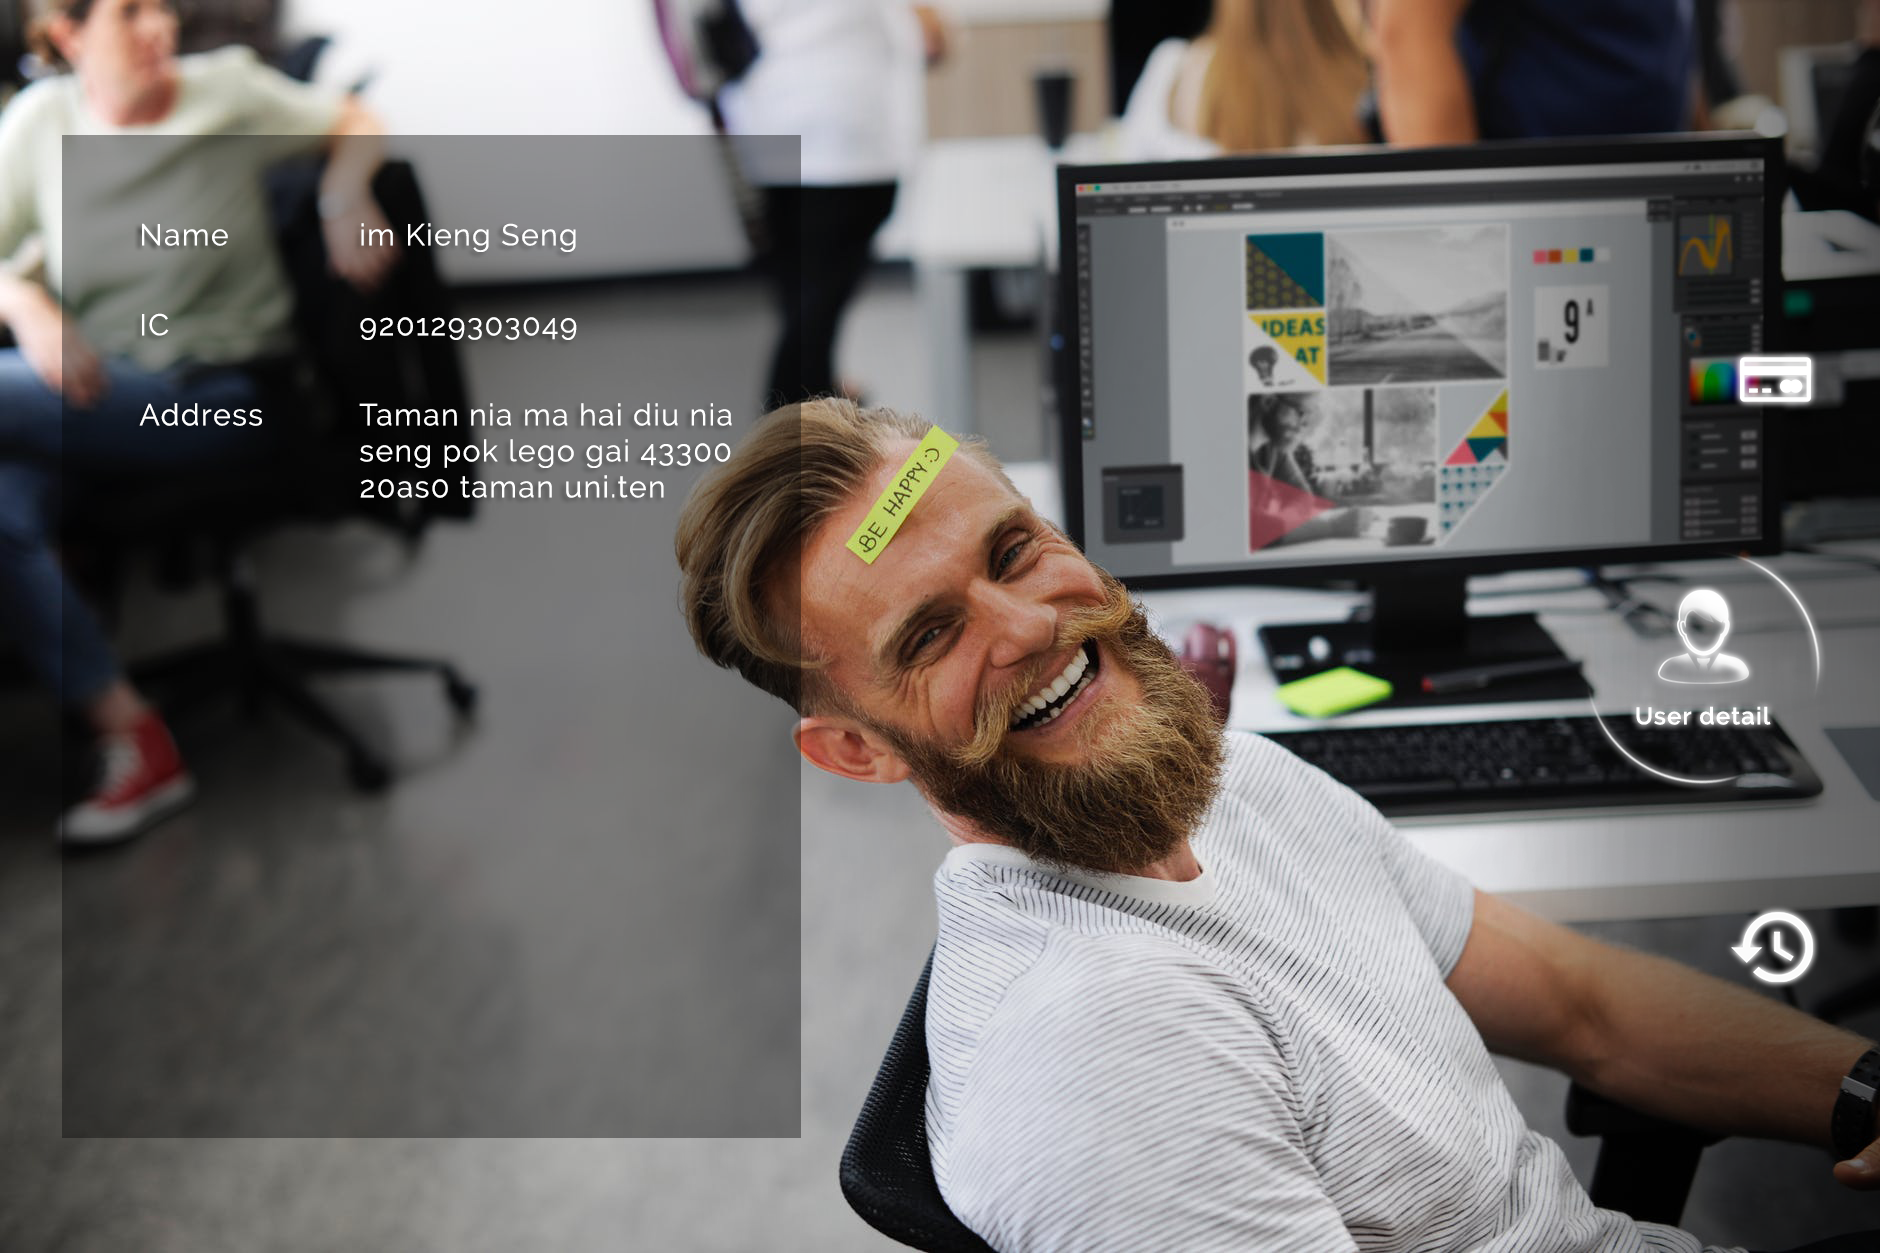 Name im Kieng Seng
IC 920129303049
Address Taman nia ma hai diu nia
seng pok lego gai 43300
20as0 taman uni.ten
BE HAPPY :)
IDEAS
AT
9 A
User detail